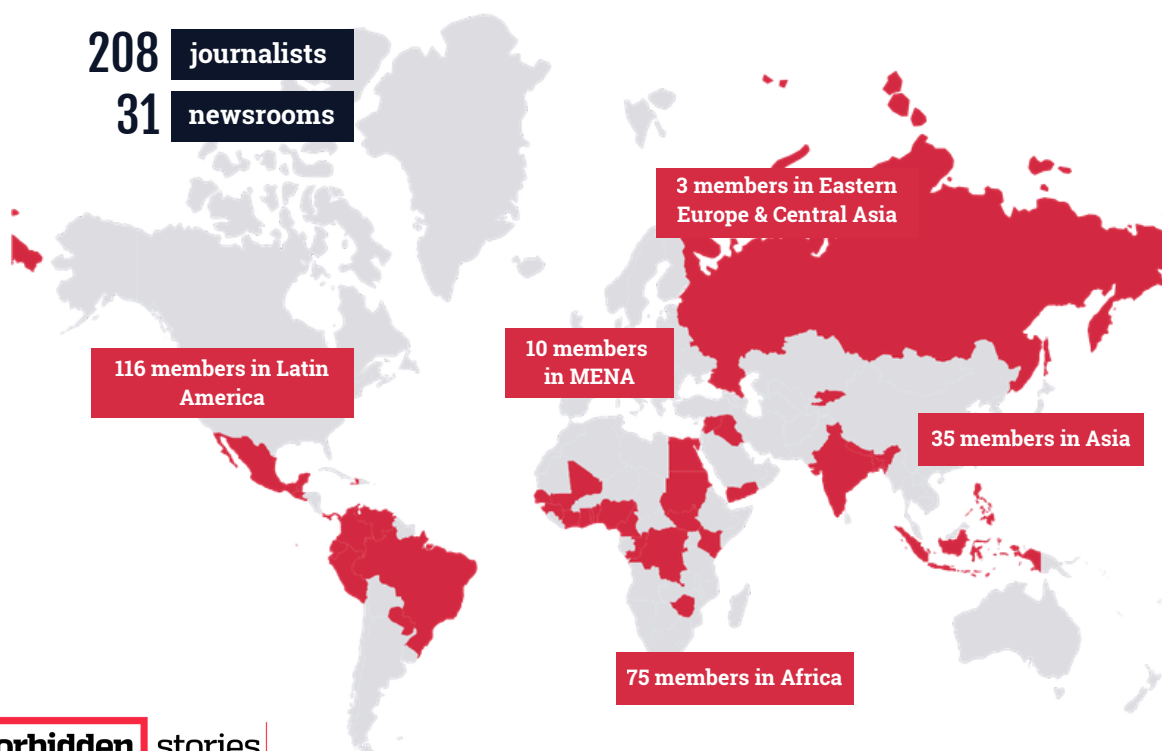 208 journalists
31 newsrooms
3 members in Eastern
Europe & Central Asia
10 members
in MENA
116 members in Latin
America
35 members in Asia
75 members in Africa
orbidden stories